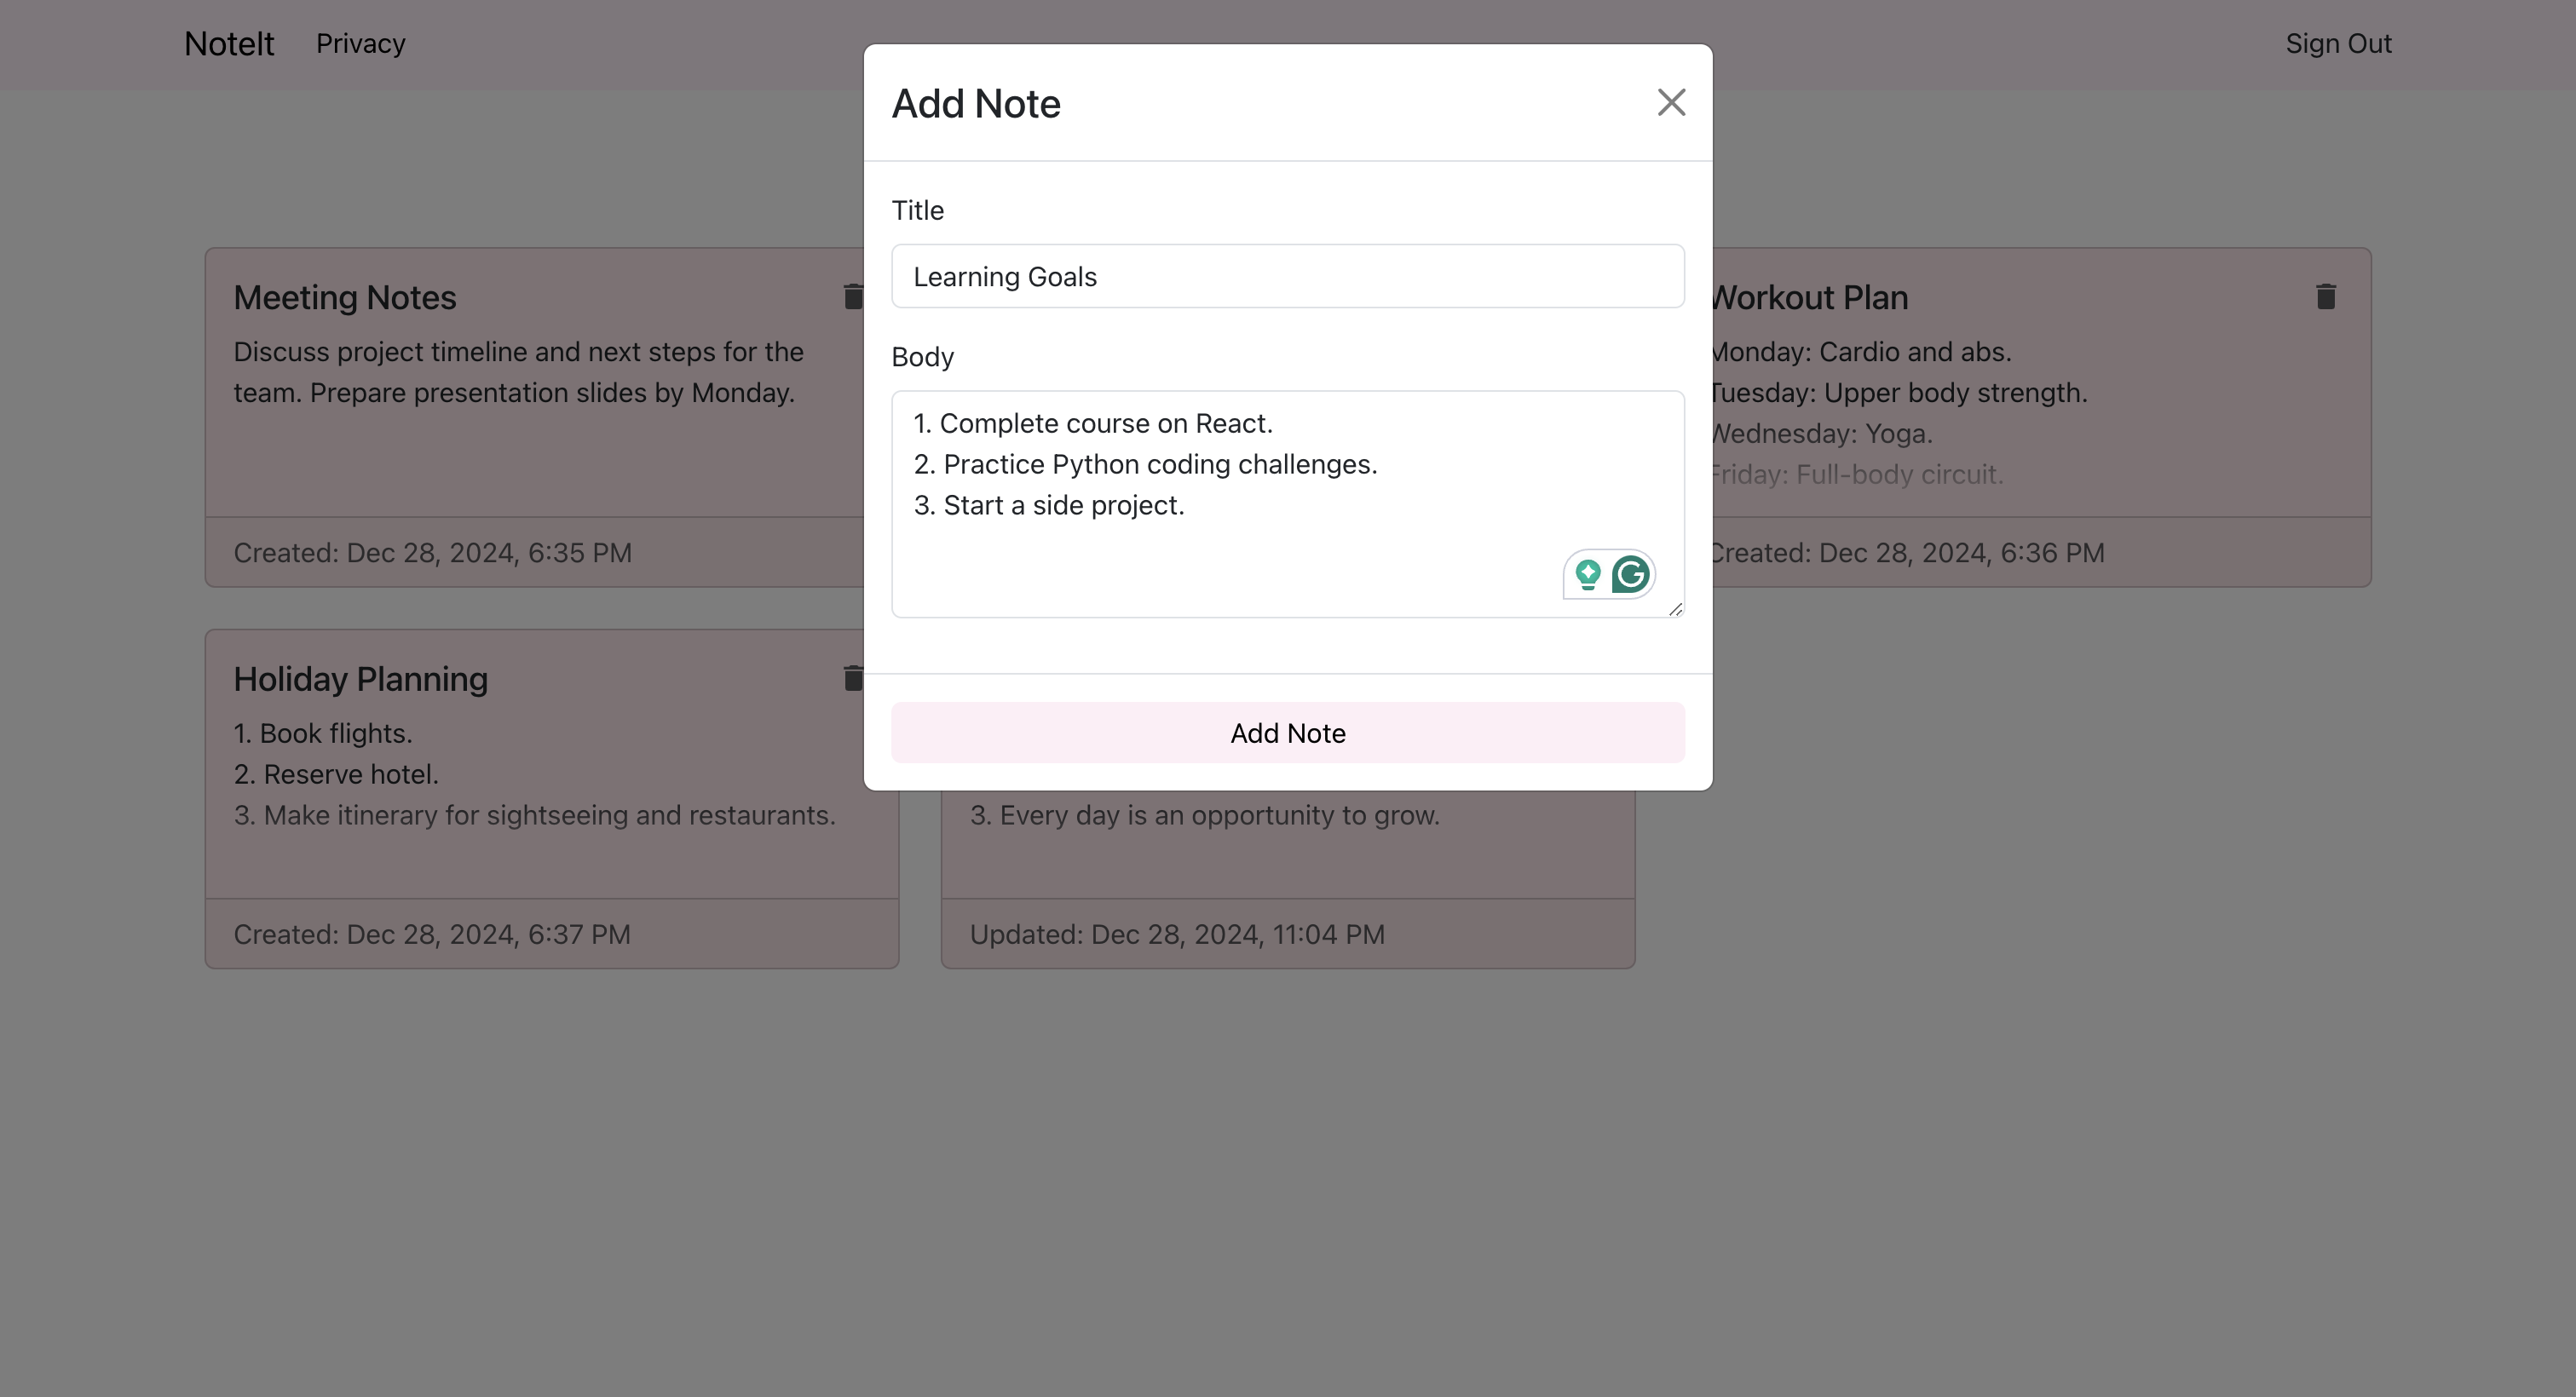 NoteIt
Privacy
Sign Out
Add Note
Title
Learning Goals
Body
1. Complete course on React.
2. Practice Python coding challenges.
3. Start a side project.
Add Note
Meeting Notes
Discuss project timeline and next steps for the
team. Prepare presentation slides by Monday.
Created: Dec 28, 2024, 6:35 PM
Workout Plan
Monday: Cardio and abs.
Tuesday: Upper body strength.
Wednesday: Yoga.
Friday: Full-body circuit.
Created: Dec 28, 2024, 6:36 PM
Holiday Planning
1. Book flights.
2. Reserve hotel.
3. Make itinerary for sightseeing and restaurants.
Created: Dec 28, 2024, 6:37 PM
3. Every day is an opportunity to grow.
Updated: Dec 28, 2024, 11:04 PM